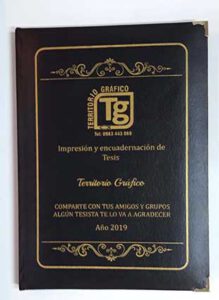 TERRITORIO
GRÁFICO
Tg
Tel. 0983 443 069
Impresión y encuadernación de
Tesis
Territorio Gráfico
COMPARTE CON TUS AMIGOS Y GRUPOS
ALGÚN TESISTA TE LO VA A AGRADECER
Año 2019